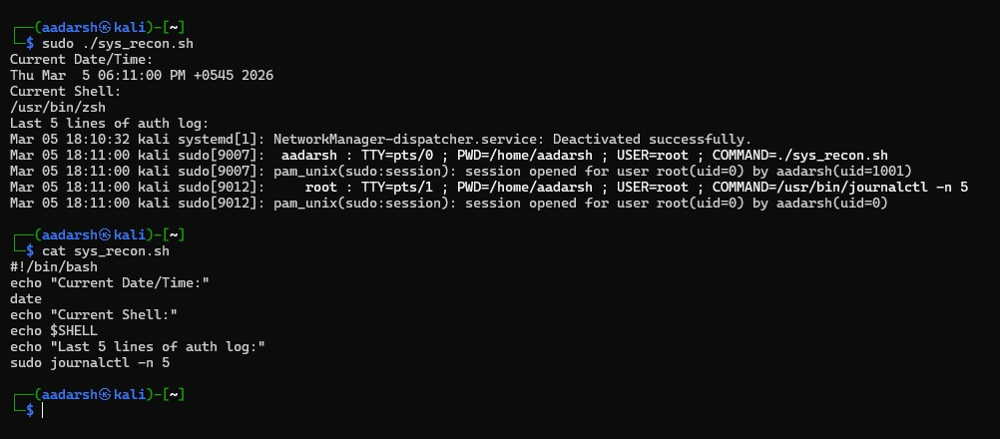 ┌──(aadarsh㉿kali)-[~]
└─$ sudo ./sys_recon.sh
Current Date/Time:
Thu Mar  5 06:11:00 PM +0545 2026
Current Shell:
/usr/bin/zsh
Last 5 lines of auth log:
Mar 05 18:10:32 kali systemd[1]: NetworkManager-dispatcher.service: Deactivated successfully.
Mar 05 18:11:00 kali sudo[9007]:  aadarsh : TTY=pts/0 ; PWD=/home/aadarsh ; USER=root ; COMMAND=./sys_recon.sh
Mar 05 18:11:00 kali sudo[9007]: pam_unix(sudo:session): session opened for user root(uid=0) by aadarsh(uid=1001)
Mar 05 18:11:00 kali sudo[9012]:     root : TTY=pts/1 ; PWD=/home/aadarsh ; USER=root ; COMMAND=/usr/bin/journalctl -n 5
Mar 05 18:11:00 kali sudo[9012]: pam_unix(sudo:session): session opened for user root(uid=0) by aadarsh(uid=0)
┌──(aadarsh㉿kali)-[~]
└─$ cat sys_recon.sh
#!/bin/bash
echo "Current Date/Time:"
date
echo "Current Shell:"
echo $SHELL
echo "Last 5 lines of auth log:"
sudo journalctl -n 5
┌──(aadarsh㉿kali)-[~]
└─$